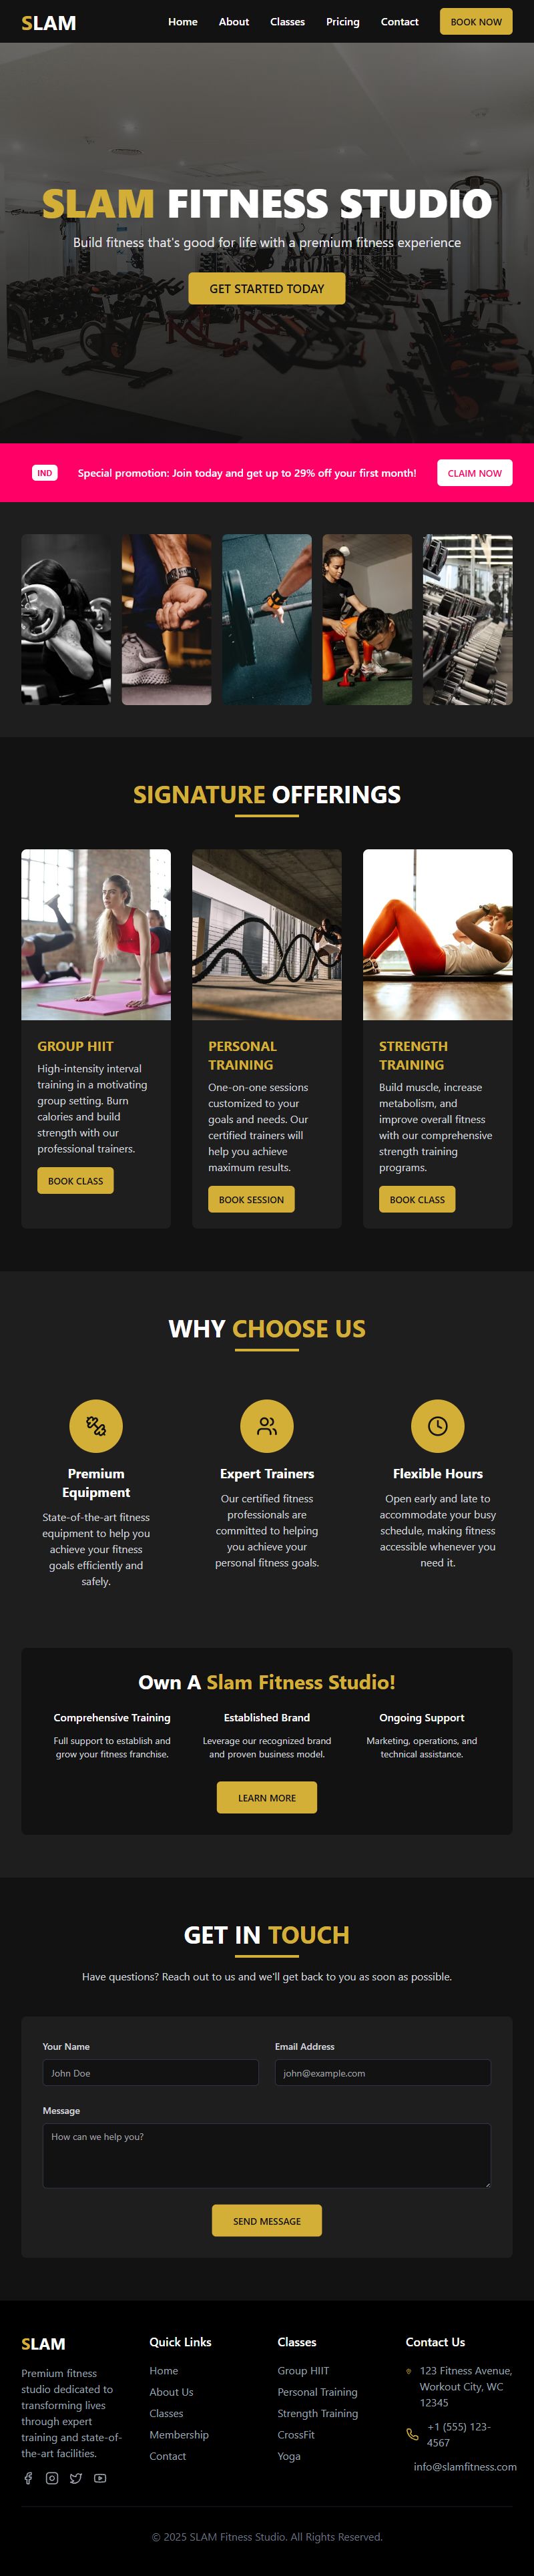 SLAM
Home About Classes Pricing Contact BOOK NOW
SLAM FITNESS STUDIO
Build fitness that's good for life with a premium fitness experience
GET STARTED TODAY
IND Special promotion: Join today and get up to 29% off your first month! CLAIM NOW
SIGNATURE OFFERINGS
GROUP HIIT
High-intensity interval
training in a motivating
group setting. Burn
calories and build
strength with our
professional trainers.
BOOK CLASS
PERSONAL
TRAINING
One-on-one sessions
customized to your
goals and needs. Our
certified trainers will
help you achieve
maximum results.
BOOK SESSION
STRENGTH
TRAINING
Build muscle, increase
metabolism, and
improve overall fitness
with our comprehensive
strength training
programs.
BOOK CLASS
WHY CHOOSE US
Premium
Equipment
State-of-the-art fitness
equipment to help you
achieve your fitness
goals efficiently and
safely.
Expert Trainers
Our certified fitness
professionals are
committed to helping
you achieve your
personal fitness goals.
Flexible Hours
Open early and late to
accommodate your busy
schedule, making fitness
accessible whenever you
need it.
Own A Slam Fitness Studio!
Comprehensive Training
Full support to establish and
grow your fitness franchise.
Established Brand
Leverage our recognized brand
and proven business model.
Ongoing Support
Marketing, operations, and
technical assistance.
LEARN MORE
GET IN TOUCH
Have questions? Reach out to us and we'll get back to you as soon as possible.
Your Name
John Doe
Email Address
john@example.com
Message
How can we help you?
SEND MESSAGE
SLAM
Premium fitness
studio dedicated to
transforming lives
through expert
training and state-of-
the-art facilities.
Quick Links
Home
About Us
Classes
Membership
Contact
Classes
Group HIIT
Personal Training
Strength Training
CrossFit
Yoga
Contact Us
123 Fitness Avenue,
Workout City, WC
12345
+1 (555) 123-
4567
info@slamfitness.com
© 2025 SLAM Fitness Studio. All Rights Reserved.